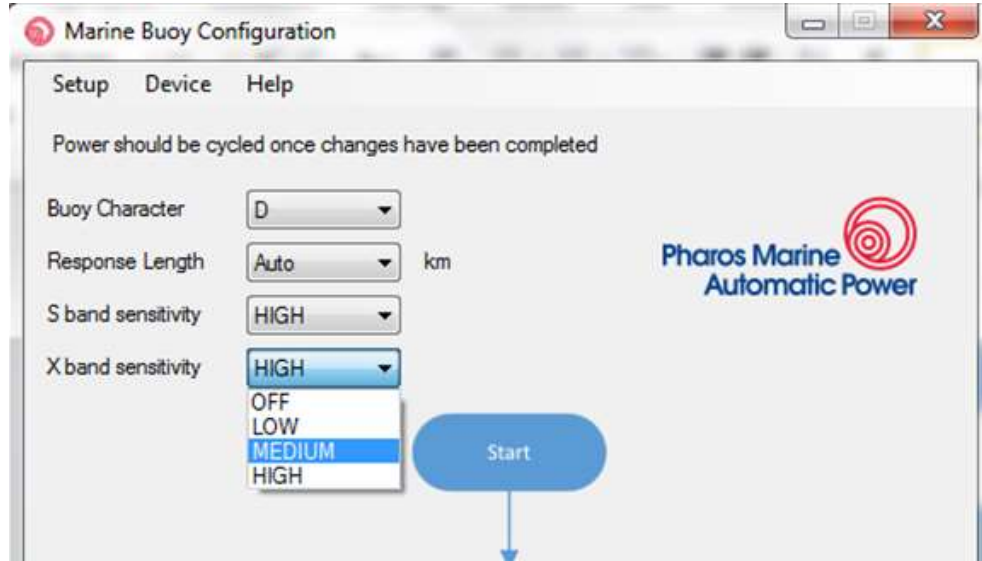 Marine Buoy Configuration
Setup Device Help
Power should be cycled once changes have been completed
Buoy Character D
Response Length Auto km
Pharos Marine
Automatic Power
S band sensitivity HIGH
X band sensitivity HIGH
OFF
LOW
MEDIUM
HIGH
Start